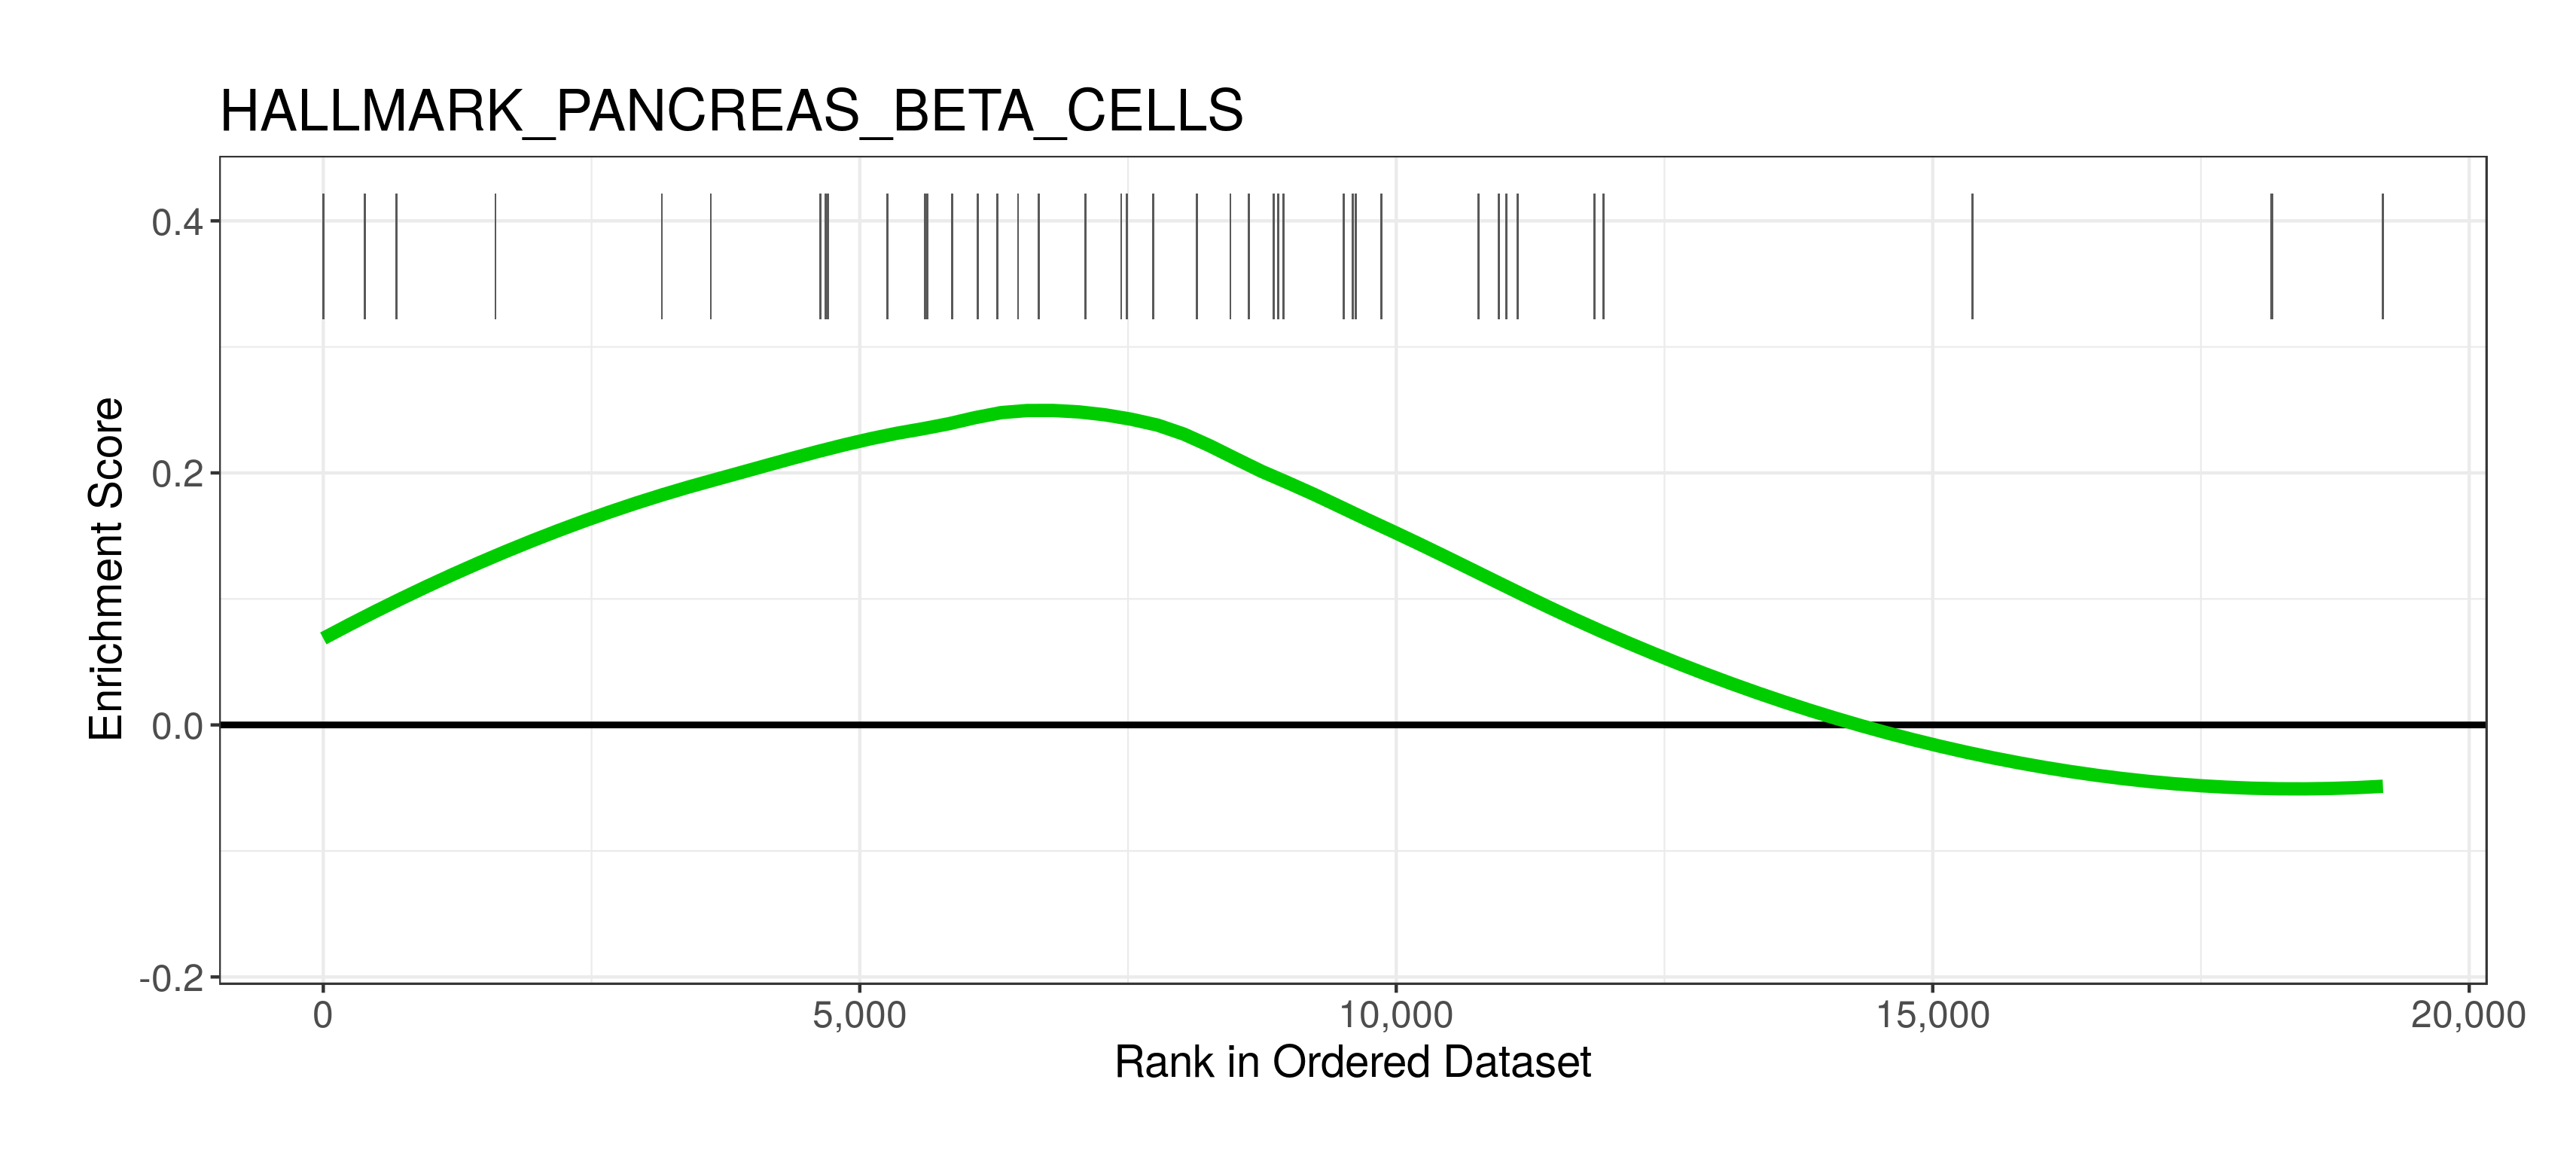 HALLMARK_PANCREAS_BETA_CELLS
Enrichment Score
0.4
0.2
0.0
-0.2
0 5,000 10,000 15,000 20,000
Rank in Ordered Dataset